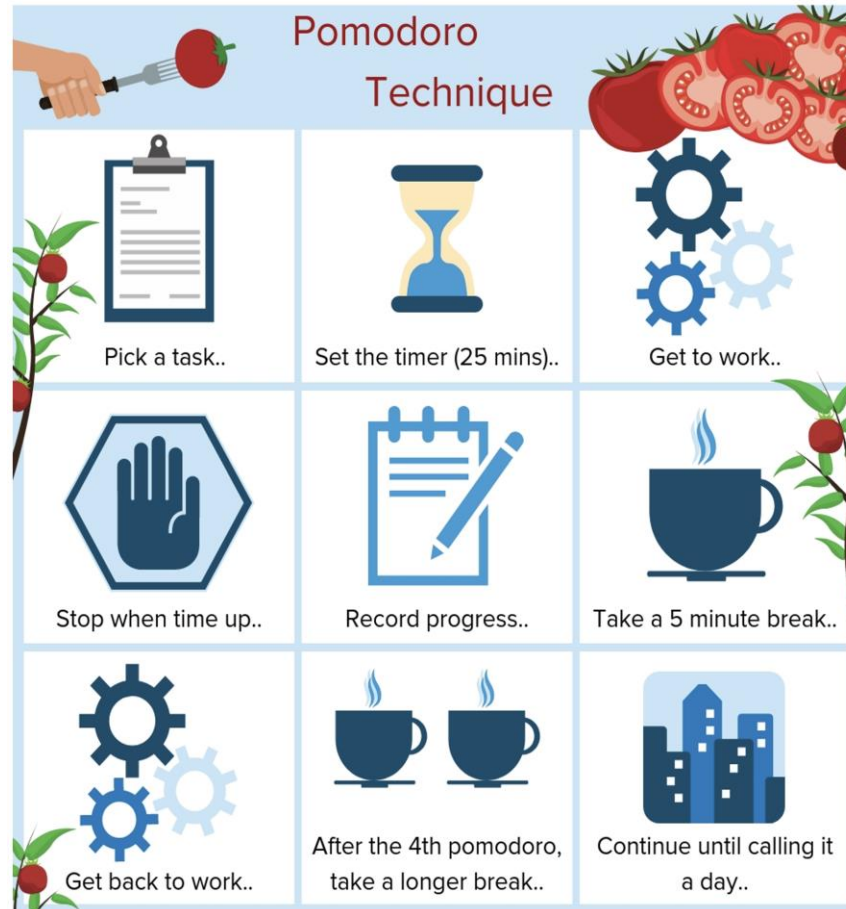 Pomodoro
Technique
Pick a task..
Set the timer (25 mins)..
Get to work..
Stop when time up..
Record progress..
Take a 5 minute break..
Get back to work..
After the 4th pomodoro,
take a longer break..
Continue until calling it
a day..